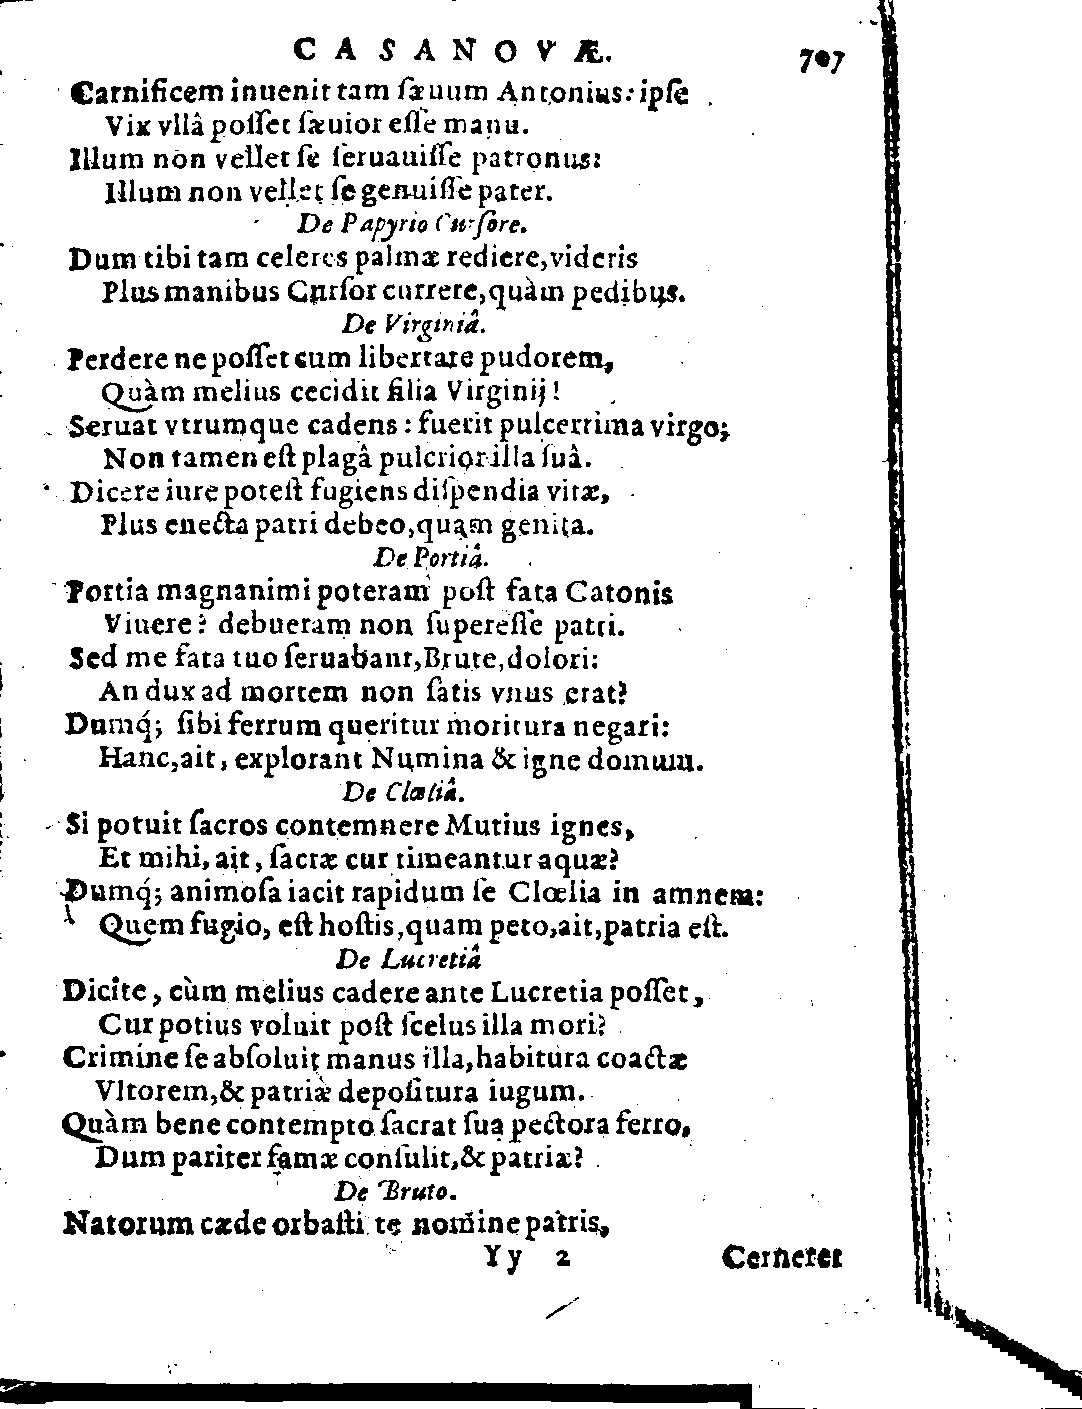 CASANOVÆ. 707
Carnificem inuenit tam ſæuum Antonius: ipſe
Vix vllâ poſſet ſæuior eſſe manu.
Illum non vellet ſe ſeruauiſſe patronus:
Illum non vellet ſe genuiſſe pater.
De Papyrio Curſore.
Dum tibi tam celeres palmæ rediere, videris
Plus manibus Curſor currere, quàm pedibus.
De Virginiâ.
Perdere ne poſſet cum libertate pudorem,
Quàm melius cecidit filia Virginij!
Seruat vtrumque cadens: fuerit pulcerrima virgo;
Non tamen eſt plagâ pulcrior illa ſuâ.
Dicere iure poteſt fugiens diſpendia vitæ,
Plus enecta patri debeo, quam genita.
De Portiâ.
Portia magnanimi poteram poſt fata Catonis
Viuere? debueram non ſupereſſe patri.
Sed me fata tuo ſeruabant, Brute, dolori:
An dux ad mortem non ſatis vnus erat?
Dumq́; ſibi ferrum queritur moritura negari:
Hanc, ait, explorant Numina & igne domum.
De Clœliâ.
Si potuit ſacros contemnere Mutius ignes,
Et mihi, ait, ſacræ cur timeantur aquæ?
Dumq́; animoſa iacit rapidum ſe Clœlia in amnem:
Quem fugio, eſt hoſtis, quam peto, ait, patria eſt.
De Lucretiâ
Dicite, cùm melius cadere ante Lucretia poſſet,
Cur potius voluit poſt ſcelus illa mori?
Crimine ſe abſoluit manus illa, habitura coactæ
Vltorem, & patriæ depoſitura iugum.
Quàm bene contempto ſacrat ſua pectora ferro,
Dum pariter famæ conſulit, & patriæ?
De Bruto.
Natorum cæde orbaſti te nomine patris,
Yy 2 Cerneret